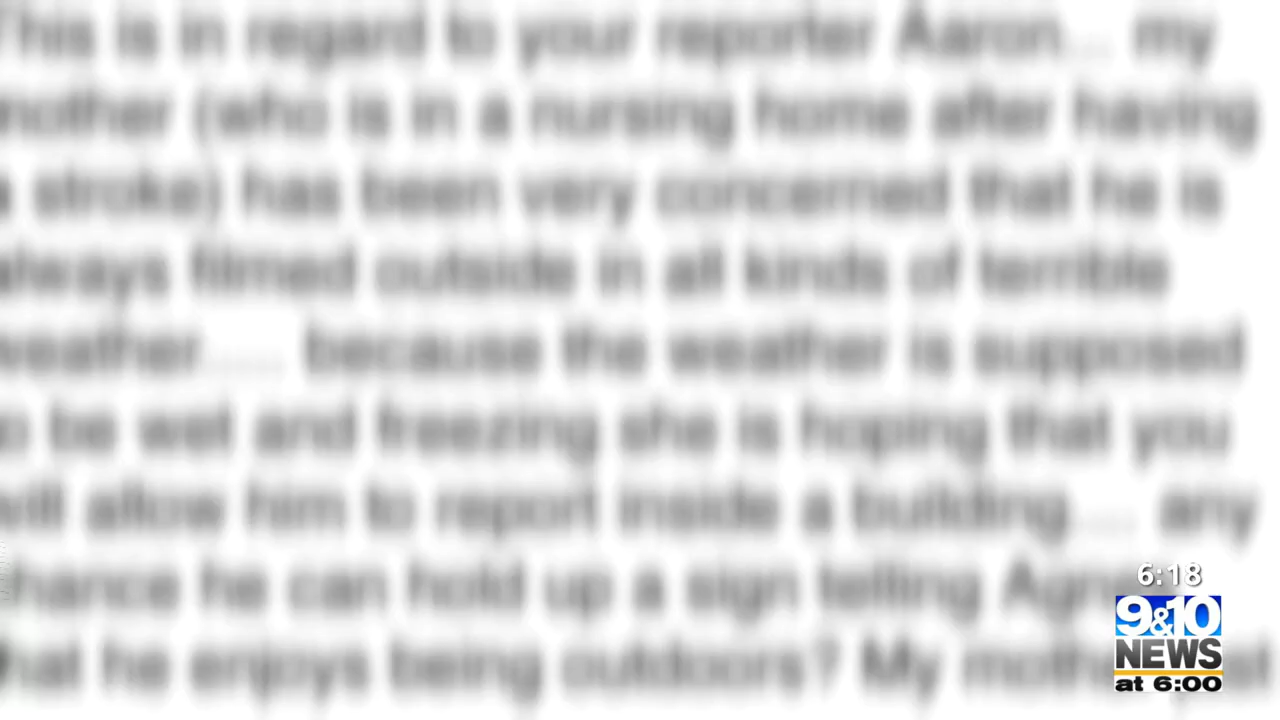 This is in regard to your reporter Aaron... my
mother (who is in a nursing home after having
a stroke) has been very concerned that he is
always filmed outside in all kinds of terrible
weather..... because the weather is supposed
to be wet and freezing she is hoping that you
will allow him to report inside a building.... any
chance he can hold up a sign telling
that he enjoys being outdoors? My
6:18
9&10
NEWS
at 6:00